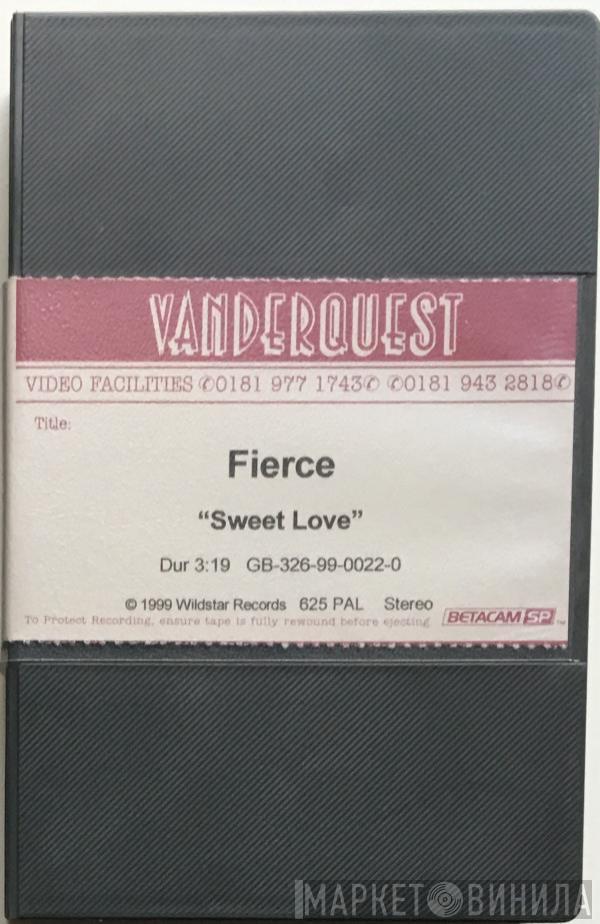 VANDERQUEST
VIDEO FACILITIES ✆0181 977 1743✆ ✆0181 943 2818✆
Title:
Fierce
“Sweet Love”
Dur 3:19 GB-326-99-0022-0
© 1999 Wildstar Records 625 PAL Stereo
To Protect Recording, ensure tape is fully rewound before ejecting BETACAM SP ™
МАРКЕТ ВИНИЛА